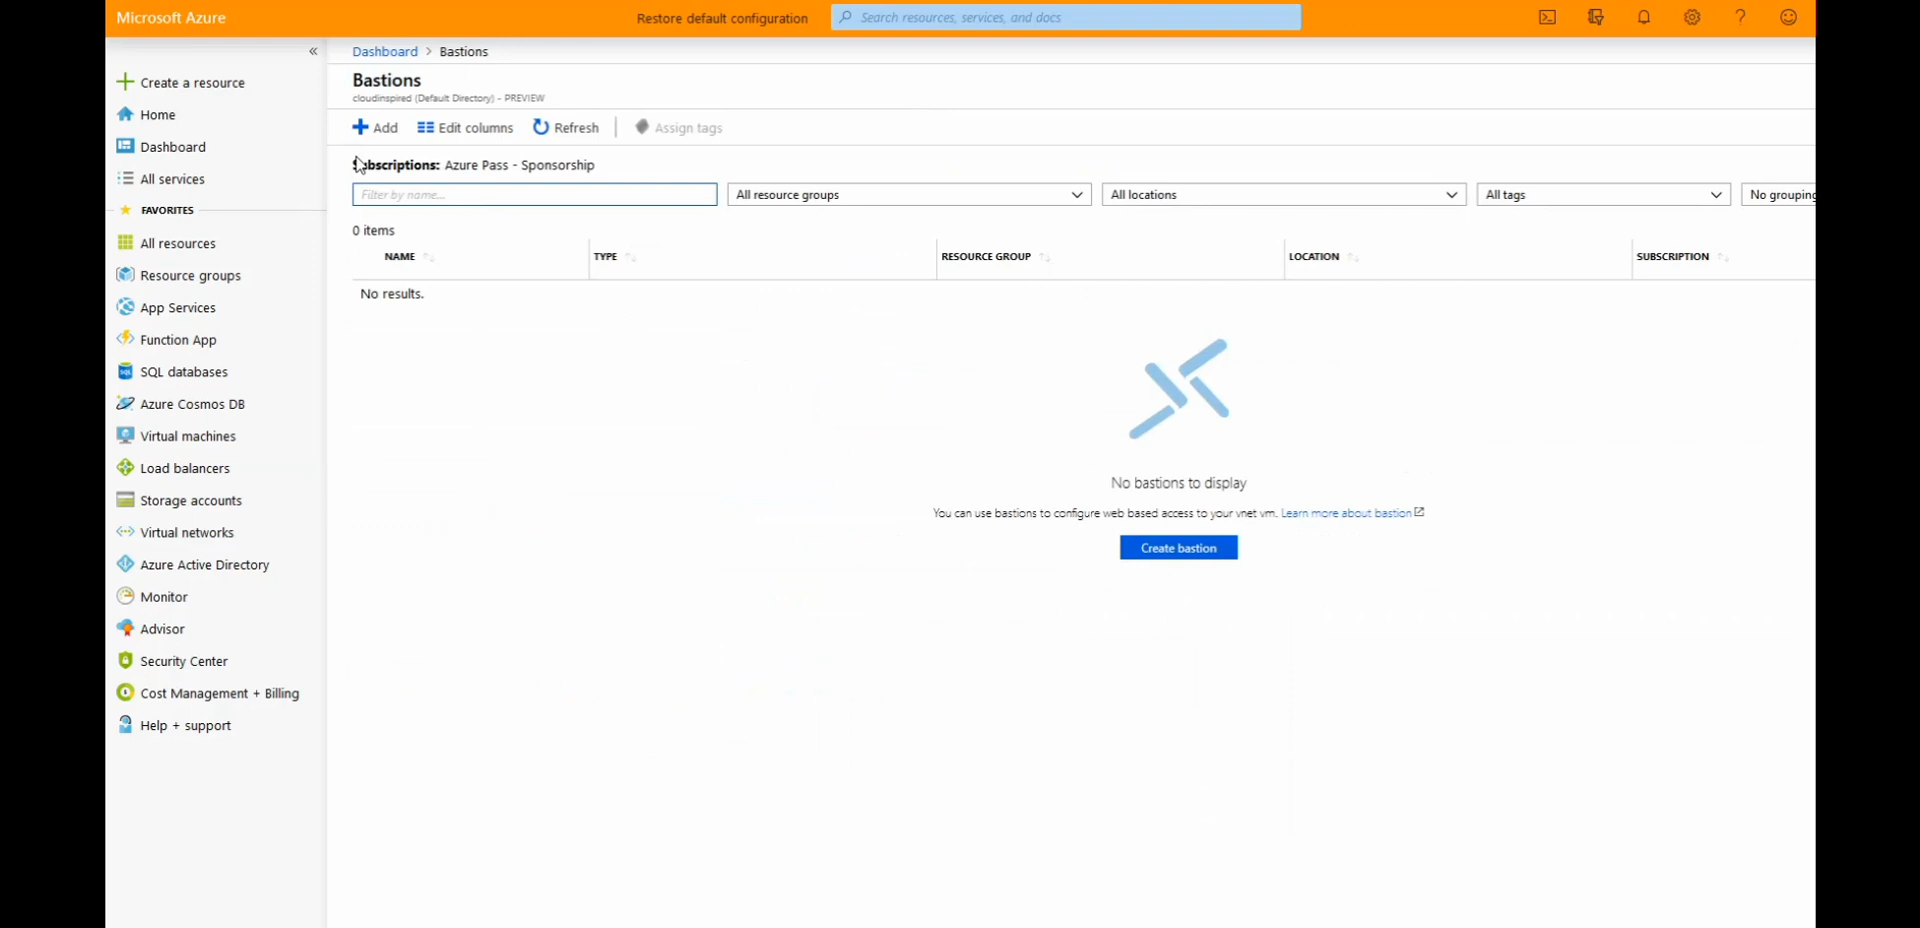 Microsoft Azure
Restore default configuration
Search resources, services, and docs
Create a resource
Home
Dashboard
All services
FAVORITES
All resources
Resource groups
App Services
Function App
SQL databases
Azure Cosmos DB
Virtual machines
Load balancers
Storage accounts
Virtual networks
Azure Active Directory
Monitor
Advisor
Security Center
Cost Management + Billing
Help + support
Dashboard > Bastions
Bastions
cloudinspired (Default Directory) - PREVIEW
Add Edit columns Refresh Assign tags
Subscriptions: Azure Pass - Sponsorship
Filter by name... All resource groups All locations All tags No grouping
0 items
NAME TYPE RESOURCE GROUP LOCATION SUBSCRIPTION
No results.
No bastions to display
You can use bastions to configure web based access to your vnet vm. Learn more about bastion
Create bastion